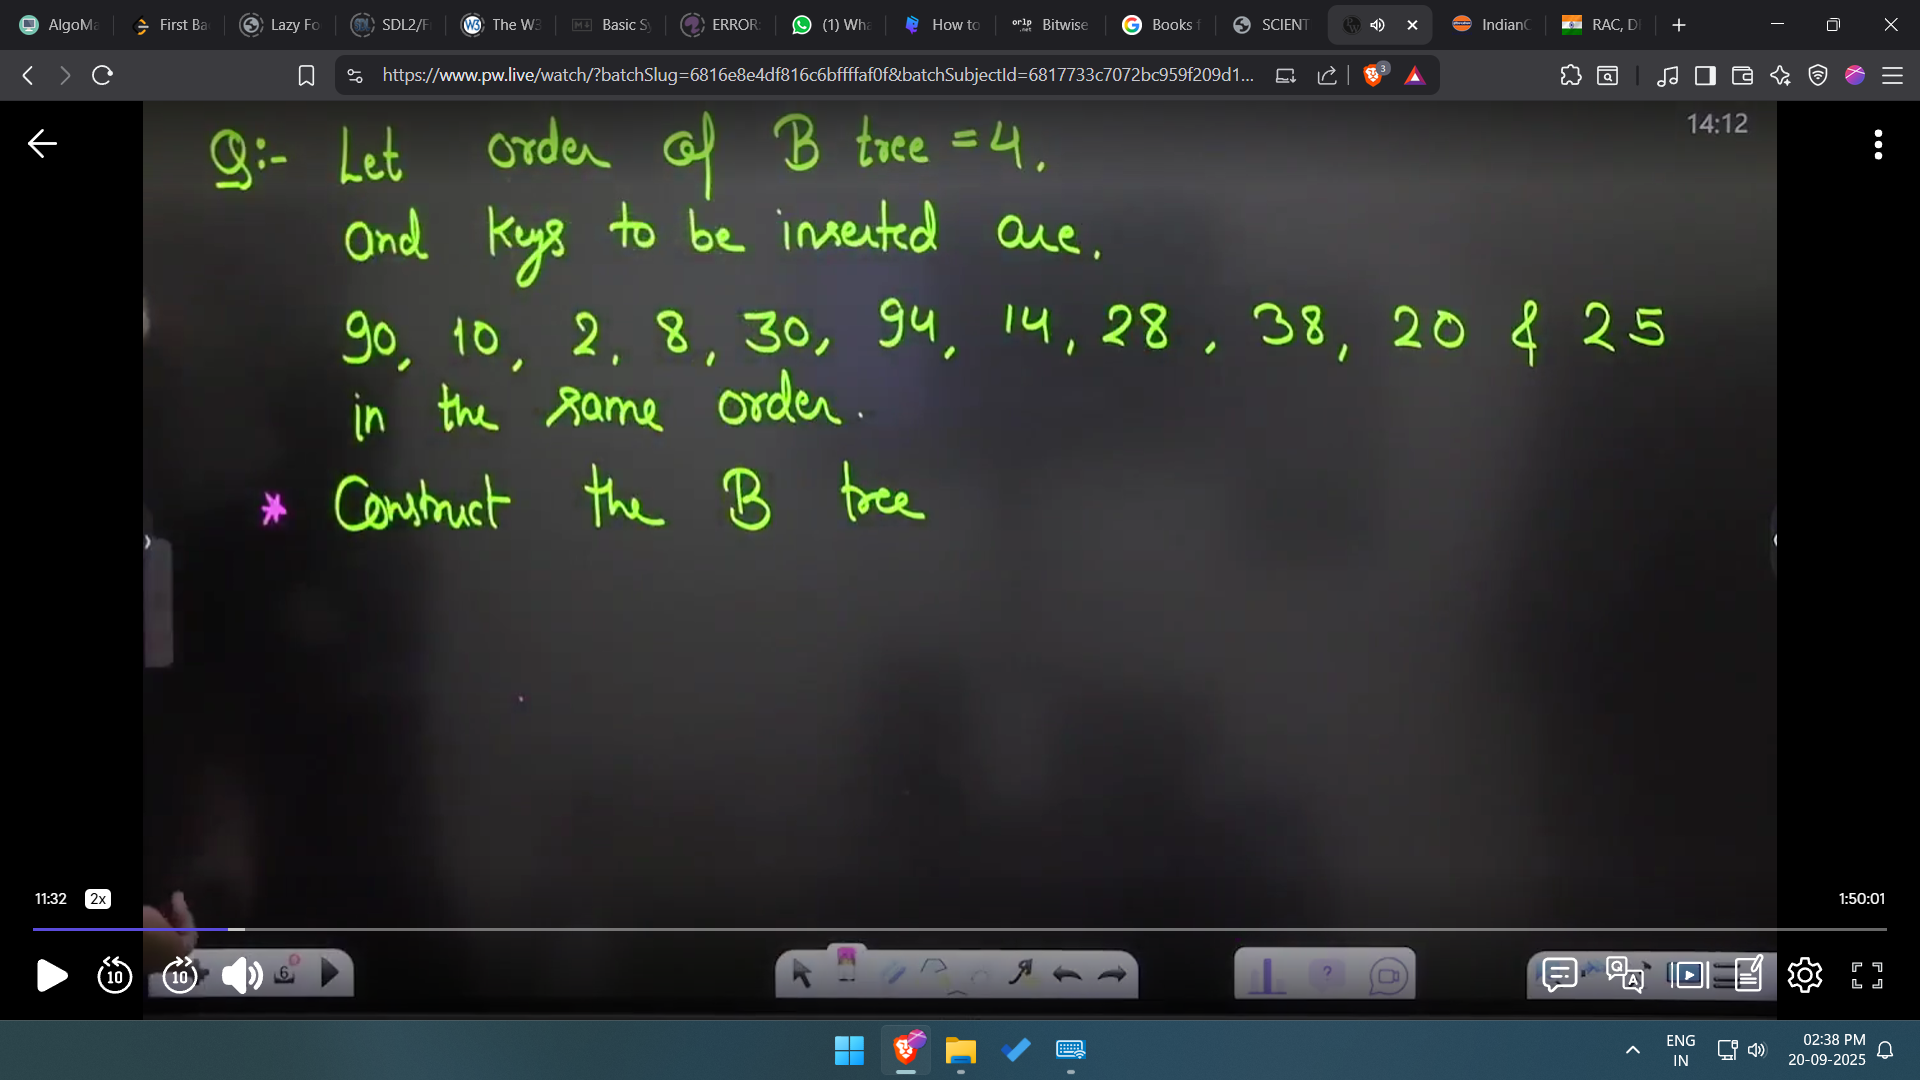 AlgoMa
First Ba
Lazy Fo
SDL2/F
The W3
Basic Sy
ERROR:
(1) Wha
How to
Bitwise
Books f
SCIENT
IndianC
RAC, DI
https://www.pw.live/watch/?batchSlug=6816e8e4df816c6bffffaf0f&batchSubjectId=6817733c7072bc959f209d1...
3
14:12
Q:- Let order of B tree = 4.
and keys to be inserted are.
90, 10, 2, 8, 30, 94, 14, 28, 38, 20 & 25
in the same order.
* Construct the B tree
11:32 2x
1:50:01
10 10
6
ENG
IN
02:38 PM
20-09-2025